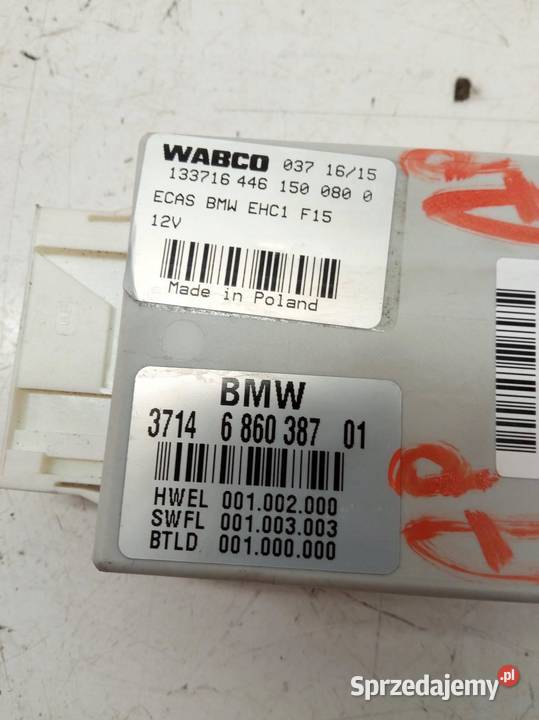 WABCO 037 16/15
133716 446 150 080 0
ECAS BMW EHC1 F15
12V
Made in Poland
BMW
3714 6 860 387 01
HWEL 001.002.000
SWFL 001.003.003
BTLD 001.000.000
Sprzedajemy.pl